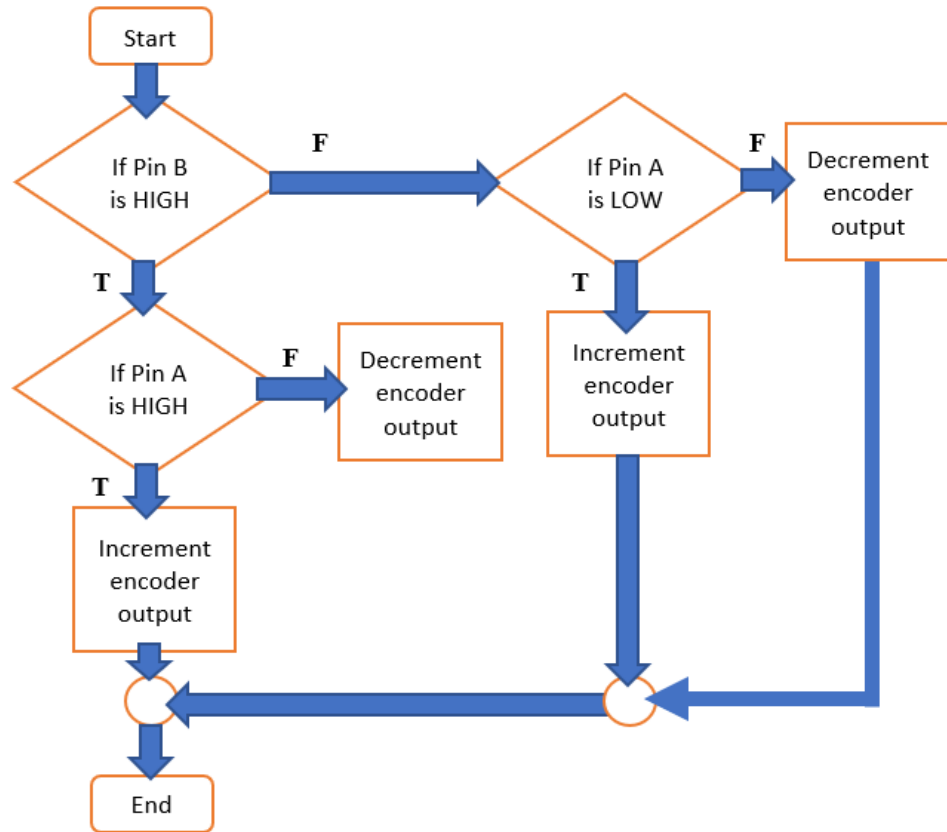 Start
If Pin B
is HIGH
F
If Pin A
is LOW
F
Decrement
encoder
output
T
T
If Pin A
is HIGH
F
Decrement
encoder
output
Increment
encoder
output
T
Increment
encoder
output
End